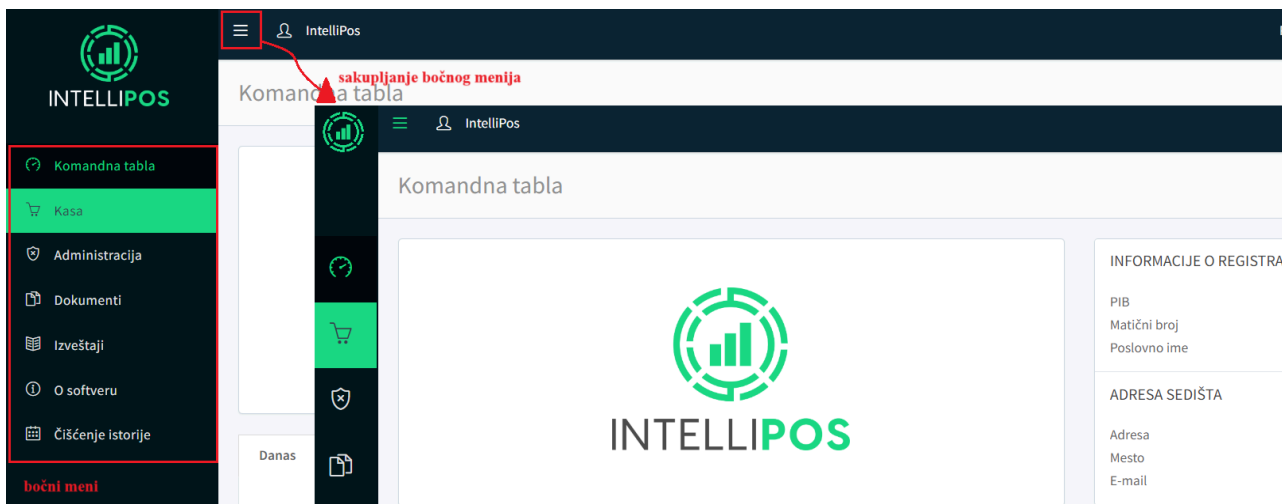 INTELLIPOS
IntelliPos
sakupljanje bočnog menija
Komandna tabla
IntelliPos
Komandna tabla
Komandna tabla
Kasa
Administracija
Dokumenti
Izveštaji
O softveru
Čišćenje istorije
bočni meni
Danas
INTELLIPOS
INFORMACIJE O REGISTRA
PIB
Matični broj
Poslovno ime
ADRESA SEDIŠTA
Adresa
Mesto
E-mail